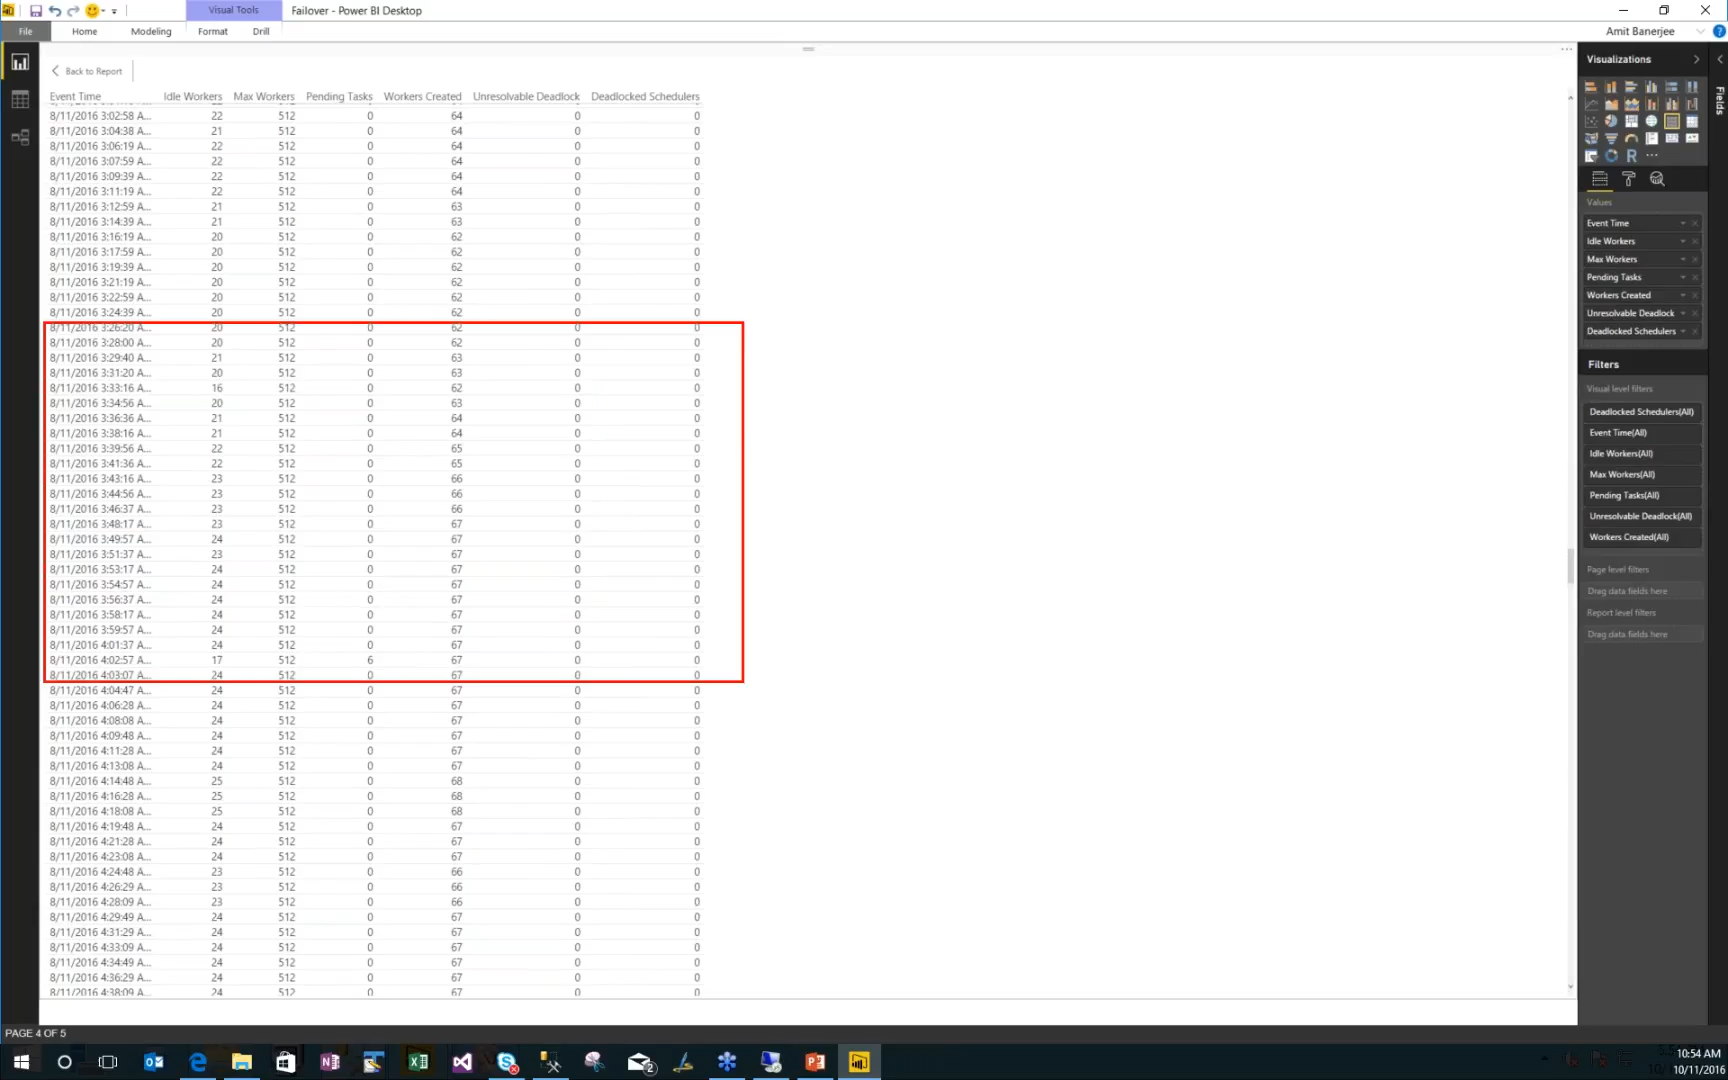 Visual Tools
Failover - Power BI Desktop
File Home Modeling Format Drill
Amit Banerjee
Back to Report
Event Time Idle Workers Max Workers Pending Tasks Workers Created Unresolvable Deadlock Deadlocked Schedulers
8/11/2016 3:02:58 A... 22 512 0 64 0 0
8/11/2016 3:04:38 A... 21 512 0 64 0 0
8/11/2016 3:06:19 A... 22 512 0 64 0 0
8/11/2016 3:07:59 A... 22 512 0 64 0 0
8/11/2016 3:09:39 A... 22 512 0 64 0 0
8/11/2016 3:11:19 A... 22 512 0 64 0 0
8/11/2016 3:12:59 A... 21 512 0 63 0 0
8/11/2016 3:14:39 A... 21 512 0 63 0 0
8/11/2016 3:16:19 A... 20 512 0 62 0 0
8/11/2016 3:17:59 A... 20 512 0 62 0 0
8/11/2016 3:19:39 A... 20 512 0 62 0 0
8/11/2016 3:21:19 A... 20 512 0 62 0 0
8/11/2016 3:22:59 A... 20 512 0 62 0 0
8/11/2016 3:24:39 A... 20 512 0 62 0 0
8/11/2016 3:26:20 A... 20 512 0 62 0 0
8/11/2016 3:28:00 A... 20 512 0 62 0 0
8/11/2016 3:29:40 A... 21 512 0 63 0 0
8/11/2016 3:31:20 A... 20 512 0 63 0 0
8/11/2016 3:33:16 A... 16 512 0 62 0 0
8/11/2016 3:34:56 A... 20 512 0 63 0 0
8/11/2016 3:36:36 A... 21 512 0 64 0 0
8/11/2016 3:38:16 A... 21 512 0 64 0 0
8/11/2016 3:39:56 A... 22 512 0 65 0 0
8/11/2016 3:41:36 A... 22 512 0 65 0 0
8/11/2016 3:43:16 A... 23 512 0 66 0 0
8/11/2016 3:44:56 A... 23 512 0 66 0 0
8/11/2016 3:46:37 A... 23 512 0 66 0 0
8/11/2016 3:48:17 A... 23 512 0 67 0 0
8/11/2016 3:49:57 A... 24 512 0 67 0 0
8/11/2016 3:51:37 A... 23 512 0 67 0 0
8/11/2016 3:53:17 A... 24 512 0 67 0 0
8/11/2016 3:54:57 A... 24 512 0 67 0 0
8/11/2016 3:56:37 A... 24 512 0 67 0 0
8/11/2016 3:58:17 A... 24 512 0 67 0 0
8/11/2016 3:59:57 A... 24 512 0 67 0 0
8/11/2016 4:01:37 A... 24 512 0 67 0 0
8/11/2016 4:02:57 A... 17 512 6 67 0 0
8/11/2016 4:03:07 A... 24 512 0 67 0 0
8/11/2016 4:04:47 A... 24 512 0 67 0 0
8/11/2016 4:06:28 A... 24 512 0 67 0 0
8/11/2016 4:08:08 A... 24 512 0 67 0 0
8/11/2016 4:09:48 A... 24 512 0 67 0 0
8/11/2016 4:11:28 A... 24 512 0 67 0 0
8/11/2016 4:13:08 A... 24 512 0 67 0 0
8/11/2016 4:14:48 A... 25 512 0 68 0 0
8/11/2016 4:16:28 A... 25 512 0 68 0 0
8/11/2016 4:18:08 A... 25 512 0 68 0 0
8/11/2016 4:19:48 A... 24 512 0 67 0 0
8/11/2016 4:21:28 A... 24 512 0 67 0 0
8/11/2016 4:23:08 A... 24 512 0 67 0 0
8/11/2016 4:24:48 A... 23 512 0 66 0 0
8/11/2016 4:26:29 A... 23 512 0 66 0 0
8/11/2016 4:28:09 A... 23 512 0 66 0 0
8/11/2016 4:29:49 A... 24 512 0 67 0 0
8/11/2016 4:31:29 A... 24 512 0 67 0 0
8/11/2016 4:33:09 A... 24 512 0 67 0 0
8/11/2016 4:34:49 A... 24 512 0 67 0 0
8/11/2016 4:36:29 A... 24 512 0 67 0 0
8/11/2016 4:38:09 A... 24 512 0 67 0 0
Visualizations
Fields
R
Values
Event Time
Idle Workers
Max Workers
Pending Tasks
Workers Created
Unresolvable Deadlock
Deadlocked Schedulers
Filters
Visual level filters
Deadlocked Schedulers(All)
Event Time(All)
Idle Workers(All)
Max Workers(All)
Pending Tasks(All)
Unresolvable Deadlock(All)
Workers Created(All)
Page level filters
Drag data fields here
Report level filters
Drag data fields here
PAGE 4 OF 5
10:54 AM
10/11/2016